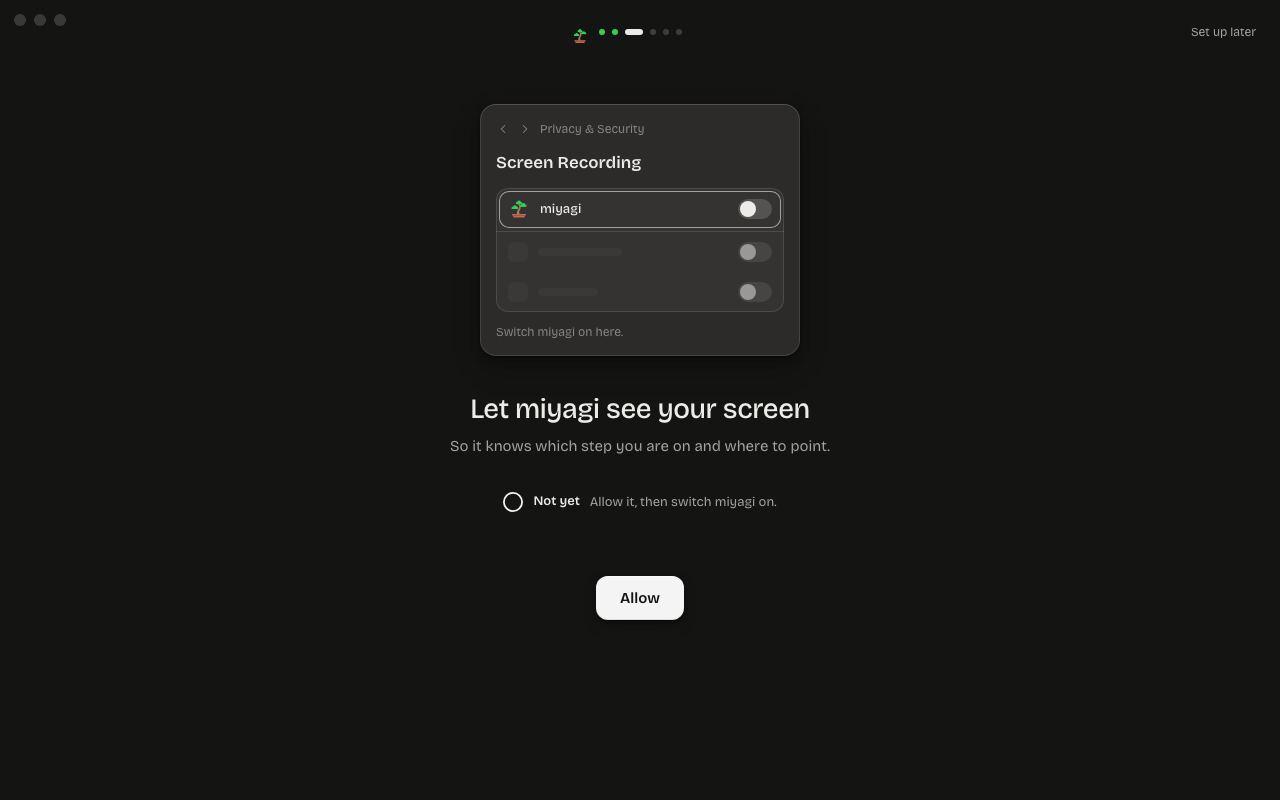 Set up later
Privacy & Security
Screen Recording
miyagi
Switch miyagi on here.
Let miyagi see your screen
So it knows which step you are on and where to point.
Not yet Allow it, then switch miyagi on.
Allow